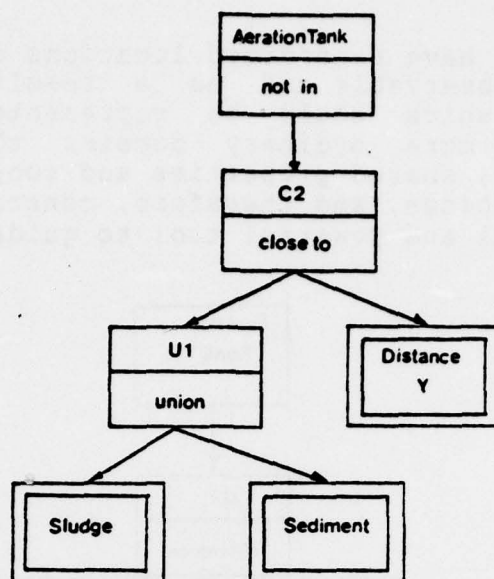 AerationTank
not in
C2
close to
U1
union
Distance
Y
Sludge
Sediment